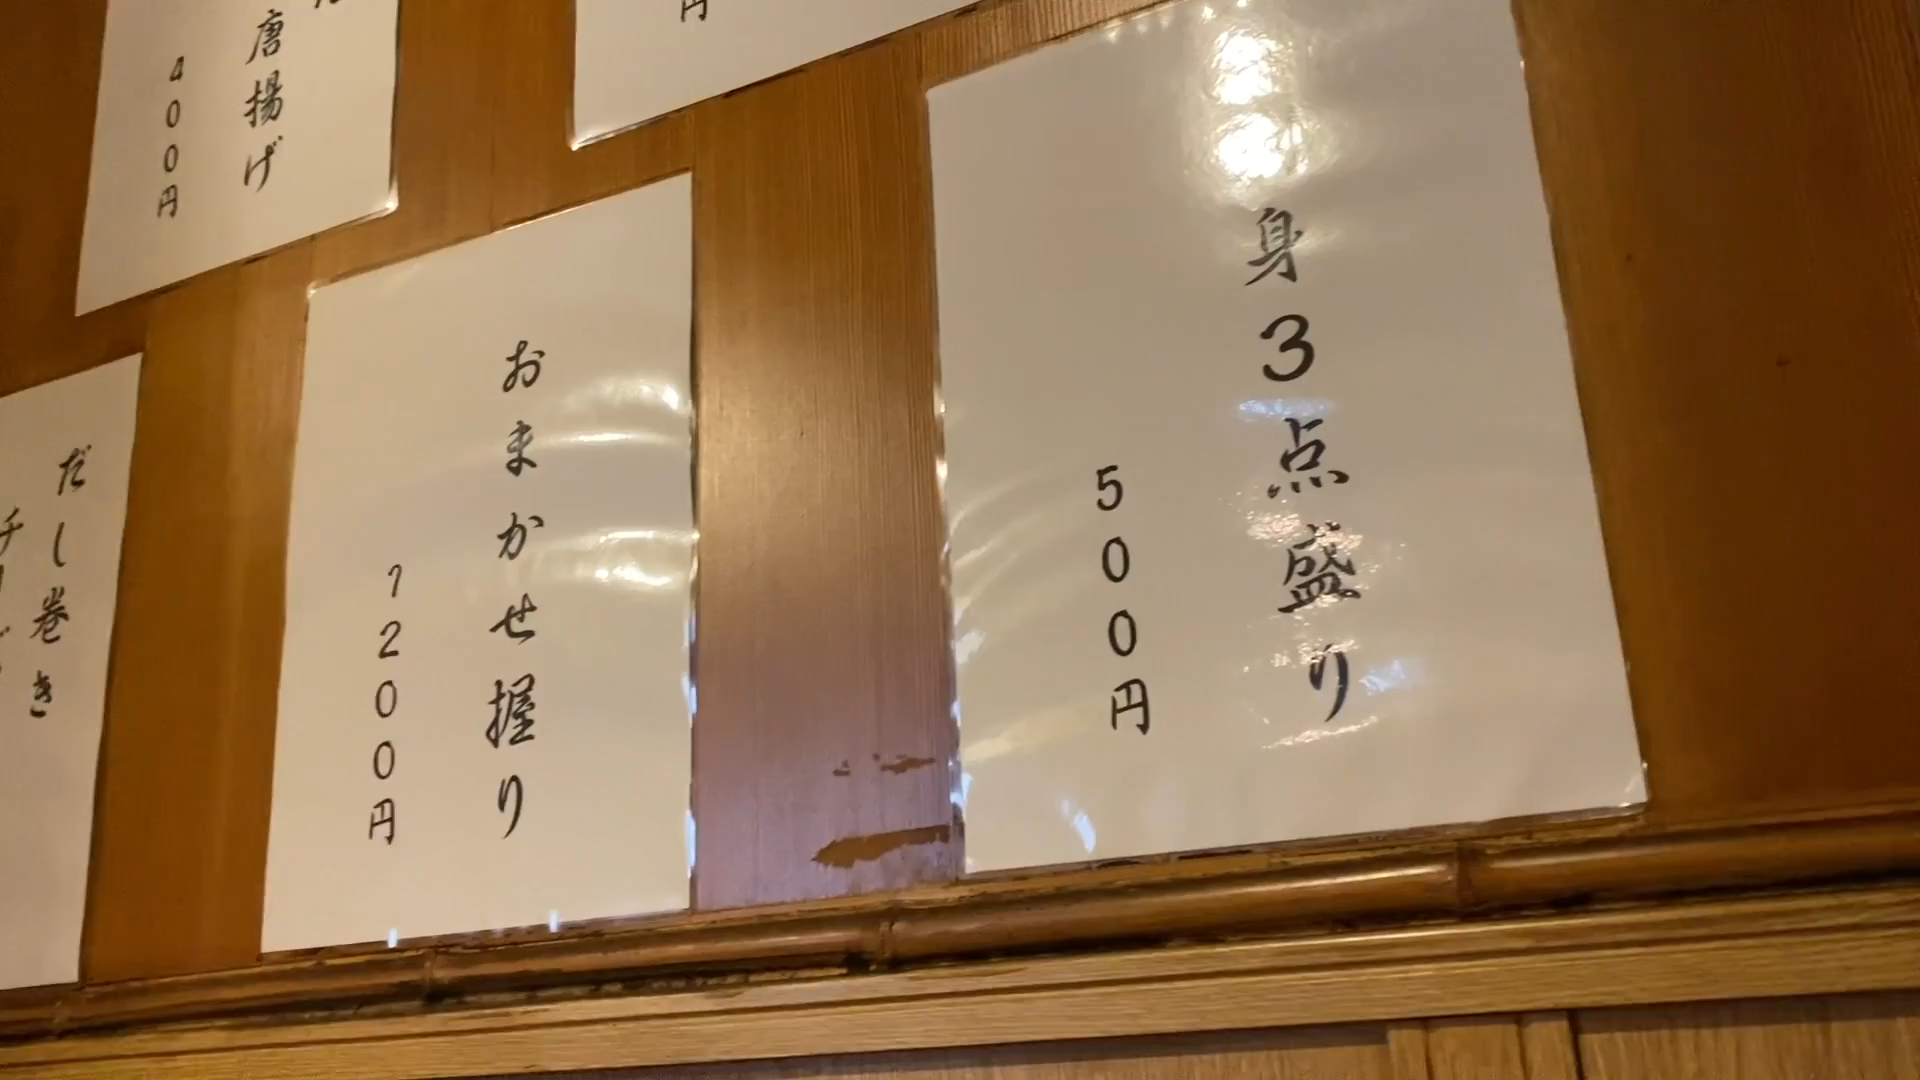 身3点盛り
500円
円
おまかせ握り
1200円
唐揚げ
400円
だし巻き